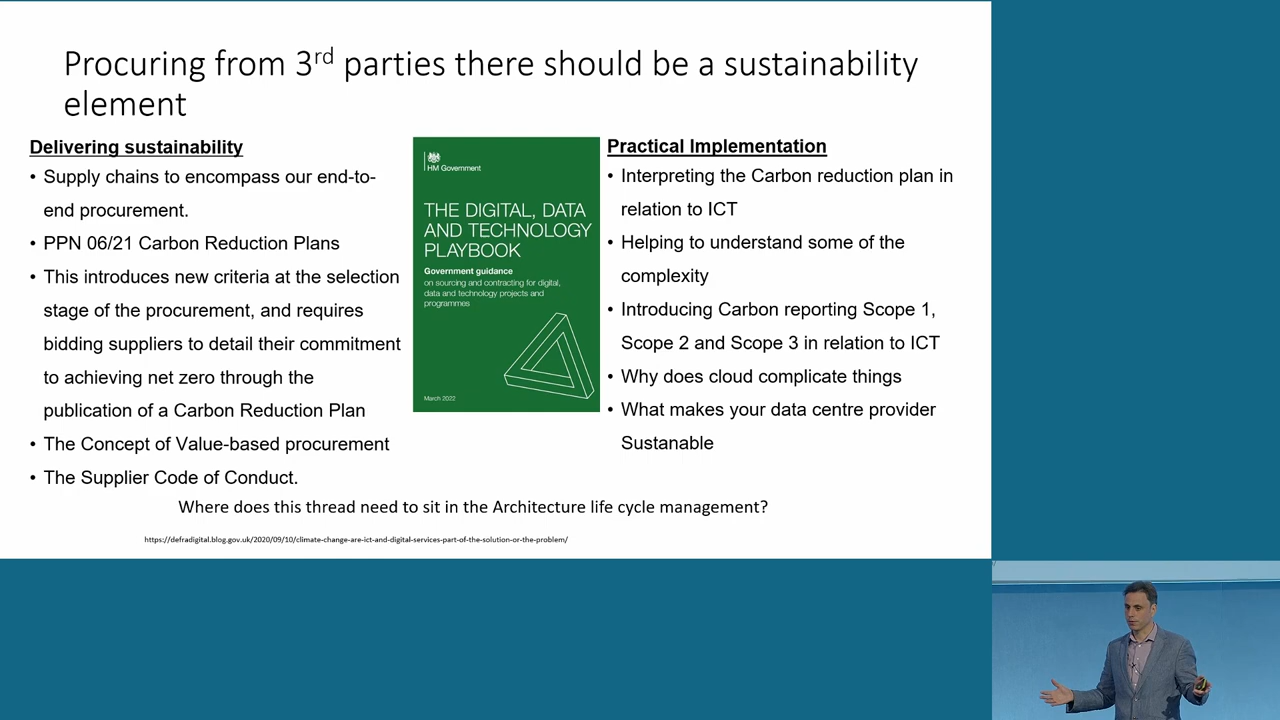 Procuring from 3rd parties there should be a sustainability
element
Delivering sustainability
• Supply chains to encompass our end-to-
end procurement.
• PPN 06/21 Carbon Reduction Plans
• This introduces new criteria at the selection
stage of the procurement, and requires
bidding suppliers to detail their commitment
to achieving net zero through the
publication of a Carbon Reduction Plan
• The Concept of Value-based procurement
• The Supplier Code of Conduct.
HM Government
THE DIGITAL, DATA
AND TECHNOLOGY
PLAYBOOK
Government guidance
on sourcing and contracting for digital,
data and technology projects and
programmes
March 2022
Practical Implementation
• Interpreting the Carbon reduction plan in
relation to ICT
• Helping to understand some of the
complexity
• Introducing Carbon reporting Scope 1,
Scope 2 and Scope 3 in relation to ICT
• Why does cloud complicate things
• What makes your data centre provider
Sustanable
Where does this thread need to sit in the Architecture life cycle management?
https://defradigital.blog.gov.uk/2020/09/10/climate-change-are-ict-and-digital-services-part-of-the-solution-or-the-problem/